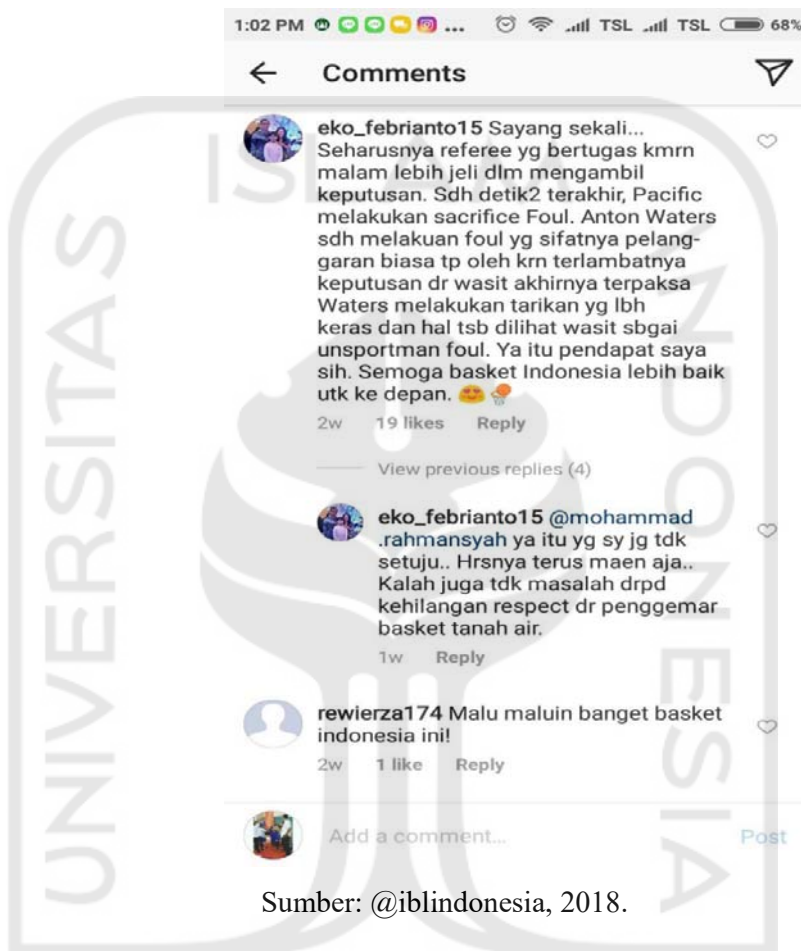 1:02 PM ... TSL TSL 68%
Comments
eko_febrianto15 Sayang sekali...
Seharusnya referee yg bertugas kmrn
malam lebih jeli dlm mengambil
keputusan. Sdh detik2 terakhir, Pacific
melakukan sacrifice Foul. Anton Waters
sdh melakuan foul yg sifatnya pelang-
garan biasa tp oleh krn terlambatnya
keputusan dr wasit akhirnya terpaksa
Waters melakukan tarikan yg lbh
keras dan hal tsb dilihat wasit sbgai
unsportman foul. Ya itu pendapat saya
sih. Semoga basket Indonesia lebih baik
utk ke depan. 😍🏀
2w 19 likes Reply
View previous replies (4)
eko_febrianto15 @mohammad
.rahmansyah ya itu yg sy jg tdk
setuju.. Hrsnya terus maen aja..
Kalah juga tdk masalah drpd
kehilangan respect dr penggemar
basket tanah air.
1w Reply
rewierza174 Malu maluin banget basket
indonesia ini!
2w 1 like Reply
Add a comment... Post
Sumber: @iblindonesia, 2018.
ISLAM
UNIVERSITAS
INDONESIA